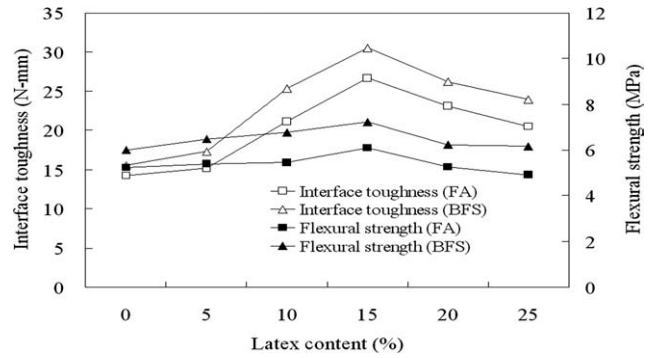 35
30
25
20
15
10
5
0
Interface toughness (N-mm)
12
10
8
6
4
2
0
Flexural strength (MPa)
Interface toughness (FA)
Interface toughness (BFS)
Flexural strength (FA)
Flexural strength (BFS)
0 5 10 15 20 25
Latex content (%)